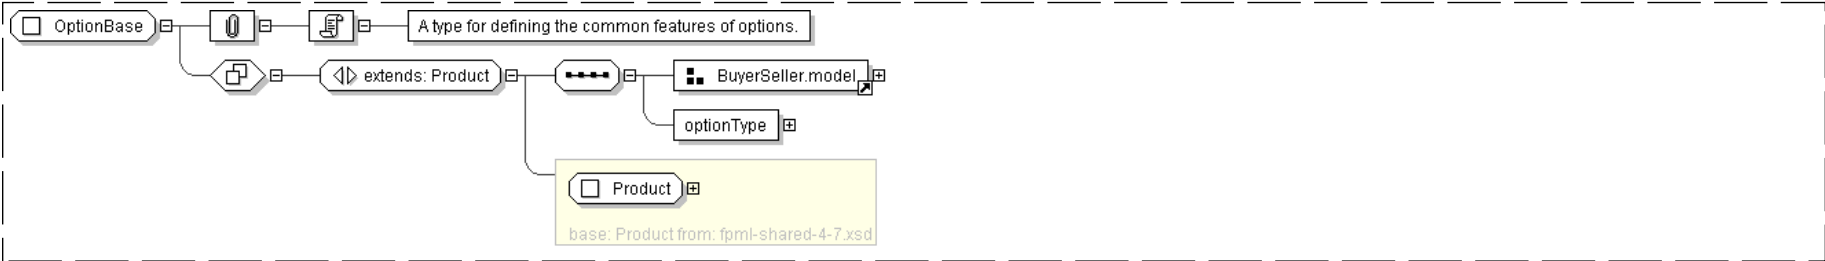 OptionBase
A type for defining the common features of options.
extends: Product
BuyerSeller.model
optionType
Product
base: Product from: fpml-shared-4-7.xsd